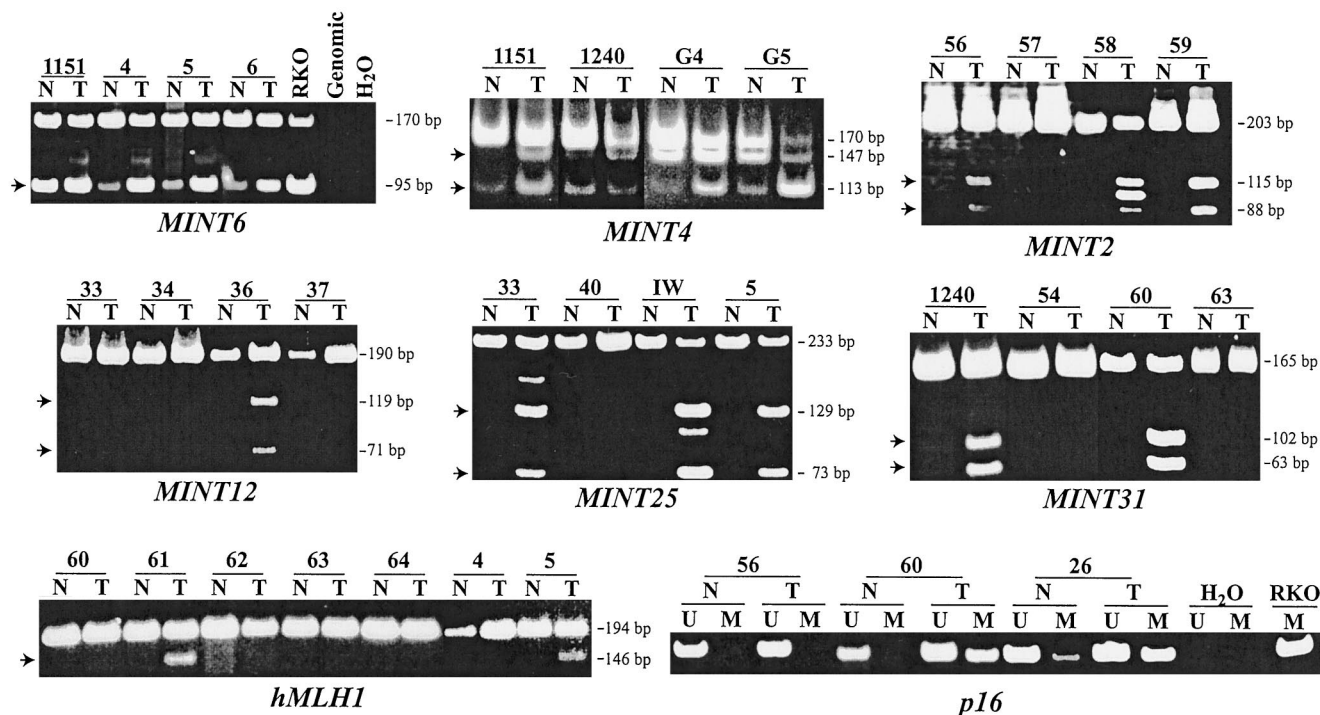 1151 4 5 6 RKO Genomic H₂O
N T N T N T N T
-170 bp
-95 bp
MINT6
1151 1240 G4 G5
N T N T N T N T
-170 bp
-147 bp
-113 bp
MINT4
56 57 58 59
N T N T N T N T
-203 bp
-115 bp
-88 bp
MINT2
33 34 36 37
N T N T N T N T
-190 bp
-119 bp
-71 bp
MINT12
33 40 IW 5
N T N T N T N T
-233 bp
-129 bp
-73 bp
MINT25
1240 54 60 63
N T N T N T N T
-165 bp
-102 bp
-63 bp
MINT31
60 61 62 63 64 4 5
N T N T N T N T N T N T N T
-194 bp
-146 bp
hMLH1
56 60 26
N T N T N T H₂O RKO
U M U M U M U M U M U M U M M
p16